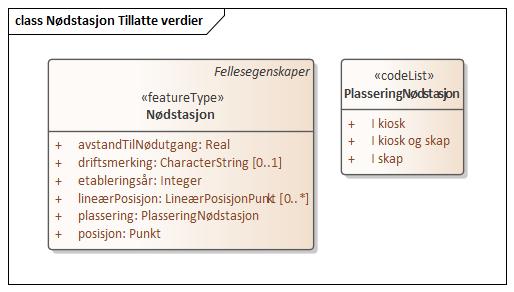 class Nødstasjon Tillatte verdier
Fellesegenskaper
«featureType»
Nødstasjon
+ avstandTilNødutgang: Real
+ driftsmerking: CharacterString [0..1]
+ etableringsår: Integer
+ lineærPosisjon: LineærPosisjonPunkt [0..*]
+ plassering: PlasseringNødstasjon
+ posisjon: Punkt
«codeList»
PlasseringNødstasjon
+ I kiosk
+ I kiosk og skap
+ I skap